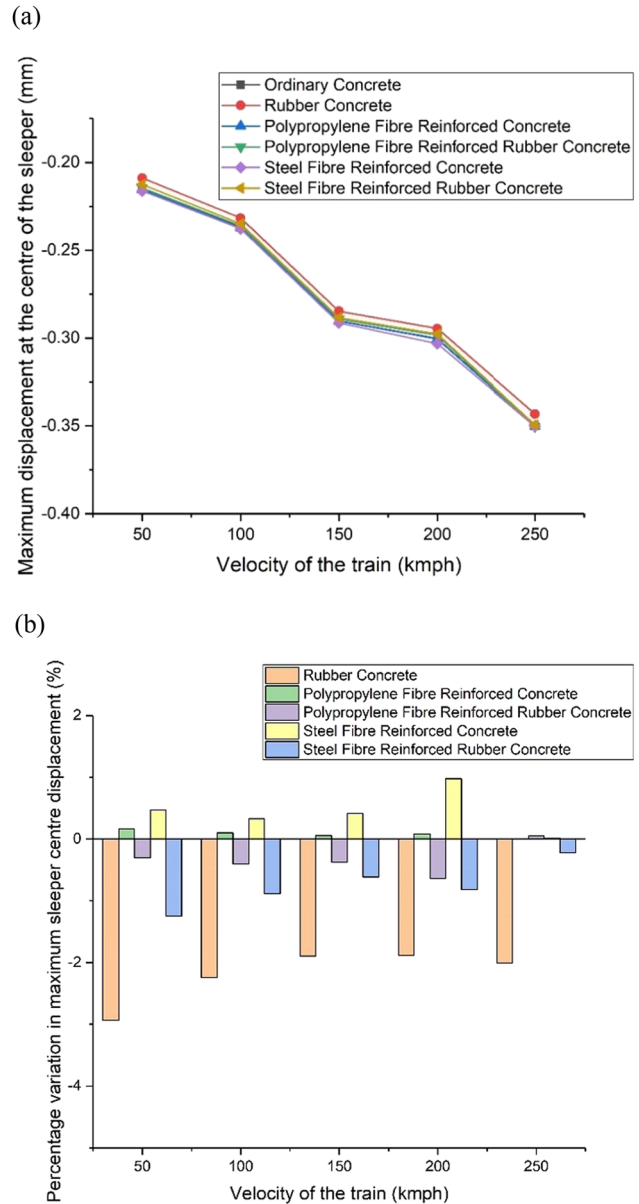 (a)
Ordinary Concrete
Rubber Concrete
Polypropylene Fibre Reinforced Concrete
Polypropylene Fibre Reinforced Rubber Concrete
Steel Fibre Reinforced Concrete
Steel Fibre Reinforced Rubber Concrete
Maximum displacement at the centre of the sleeper (mm)
-0.20
-0.25
-0.30
-0.35
-0.40
50 100 150 200 250
Velocity of the train (kmph)
(b)
Rubber Concrete
Polypropylene Fibre Reinforced Concrete
Polypropylene Fibre Reinforced Rubber Concrete
Steel Fibre Reinforced Concrete
Steel Fibre Reinforced Rubber Concrete
Percentage variation in maximum sleeper centre displacement (%)
2
0
-2
-4
50 100 150 200 250
Velocity of the train (kmph)